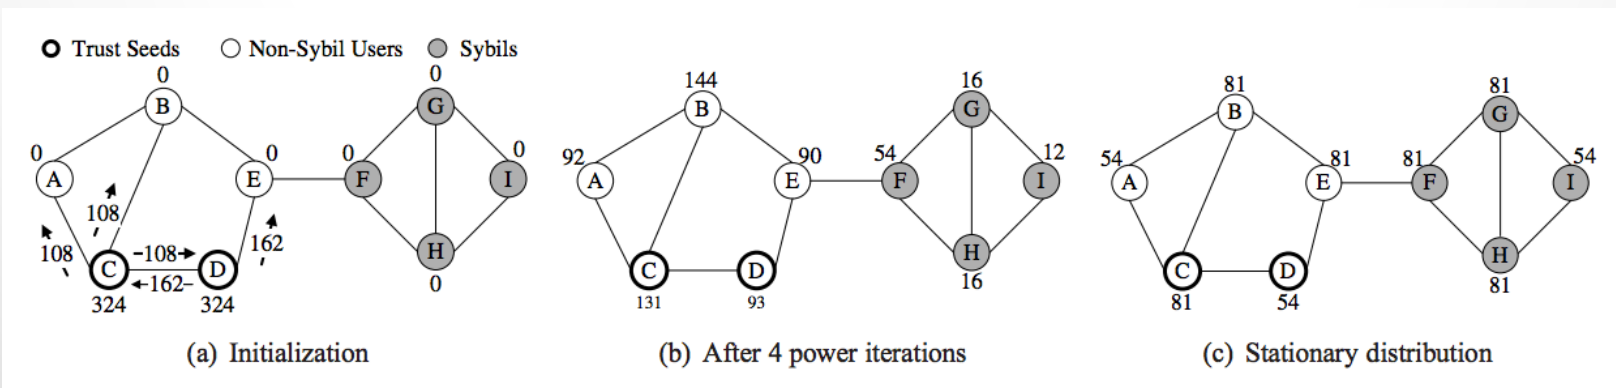 Trust Seeds Non-Sybil Users Sybils
0 0
B G
0 0 0 0
A E F I
108
108 -108→ 162
C ←162- D H
324 324 0
(a) Initialization
144 16
B G
92 90 54 12
A E F I
C D H
131 93 16
(b) After 4 power iterations
81 81
B G
54 81 81 54
A E F I
C D H
81 54 81
(c) Stationary distribution